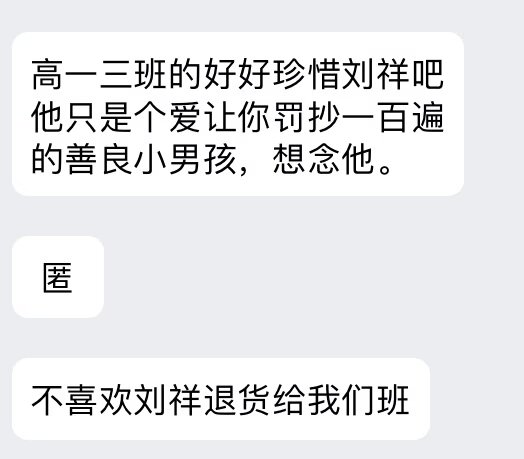 高一三班的好好珍惜刘祥吧
他只是个爱让你罚抄一百遍
的善良小男孩，想念他。
匿
不喜欢刘祥退货给我们班